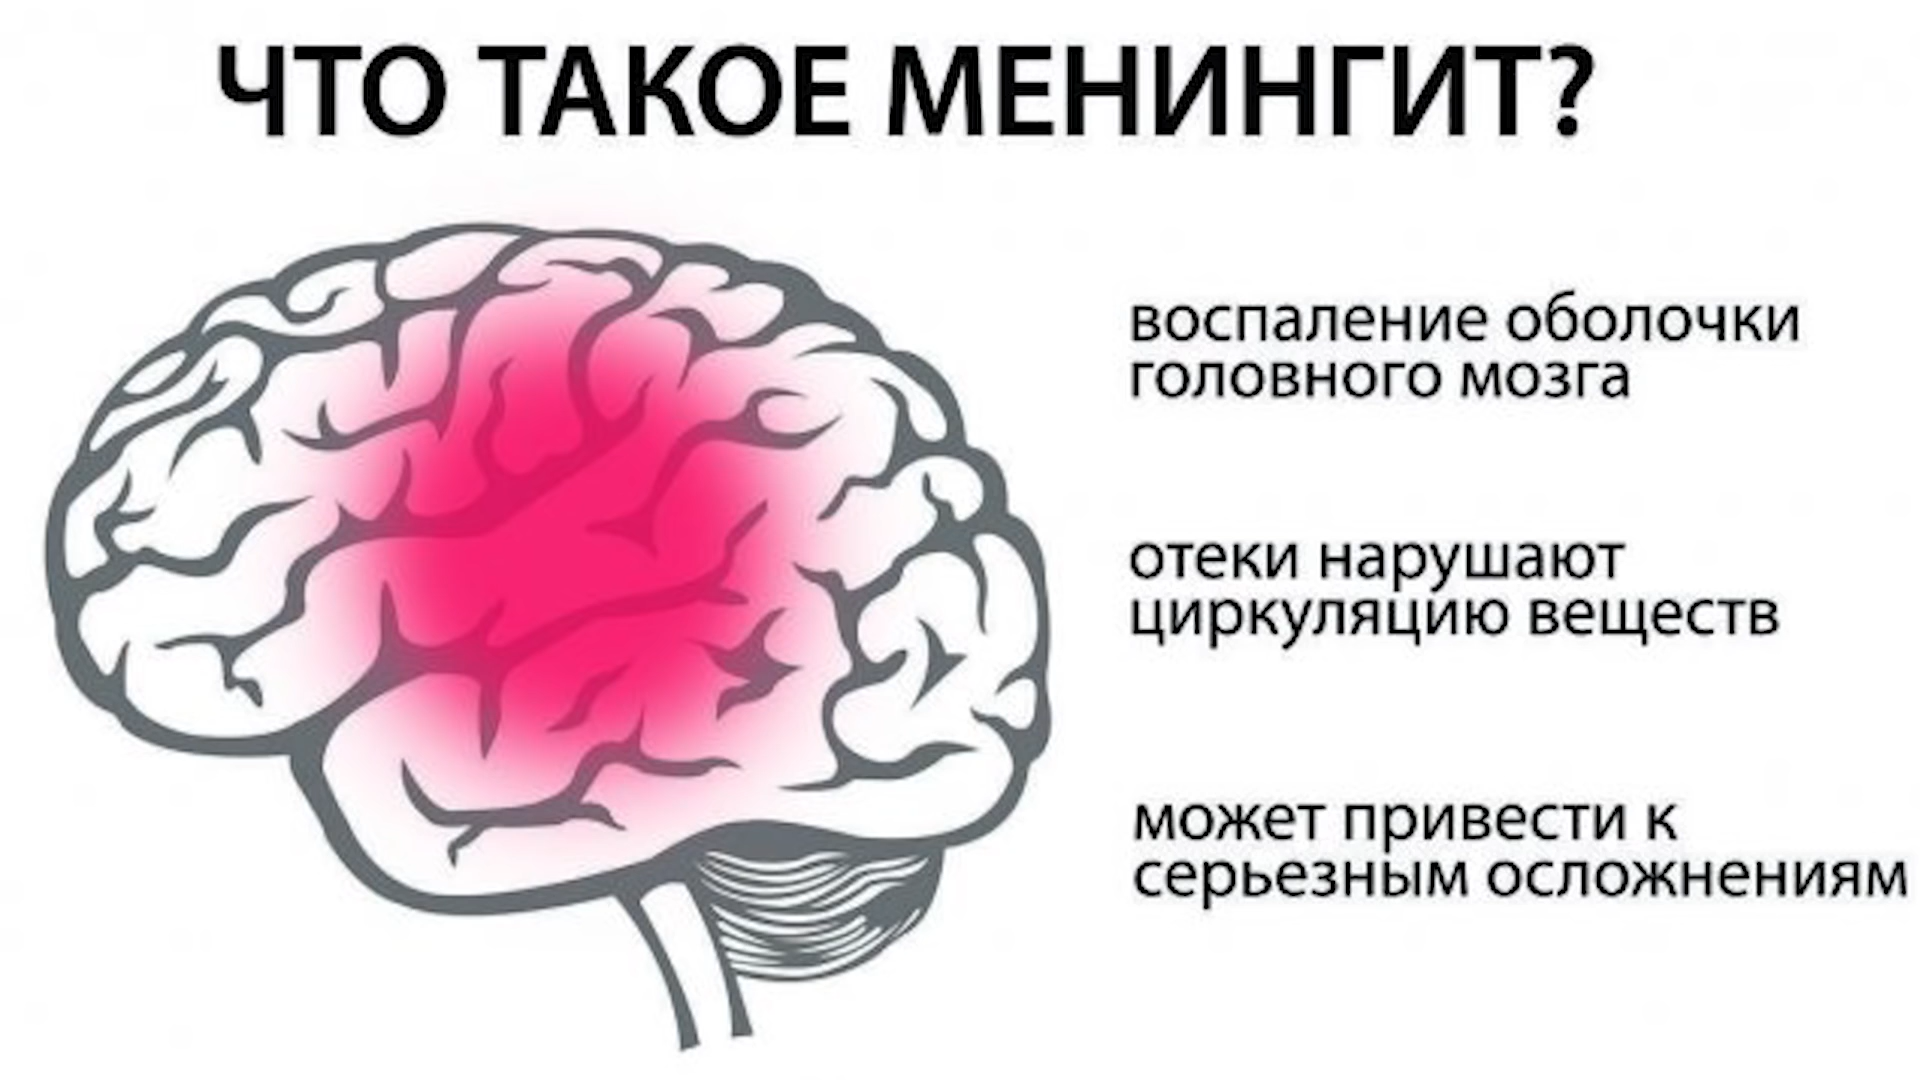 ЧТО ТАКОЕ МЕНИНГИТ?
воспаление оболочки
головного мозга
отеки нарушают
циркуляцию веществ
может привести к
серьезным осложнениям